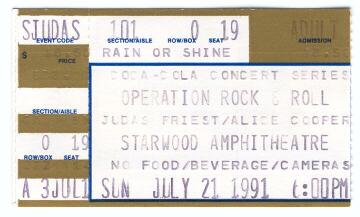 SJUDAS 101 0 19 ADULT
EVENT CODE SECTION/AISLE ROW/BOX SEAT ADMISSION
$ PRICE RAIN OR SHINE
COCA-COLA CONCERT SERIES
SECTION/AISLE OPERATION ROCK & ROLL
JUDAS PRIEST/ALICE COOPER
0 19 STARWOOD AMPHITHEATRE
ROW/BOX SEAT NO FOOD/BEVERAGE/CAMERAS
A 3JUL SUN JULY 21 1991 6:00PM